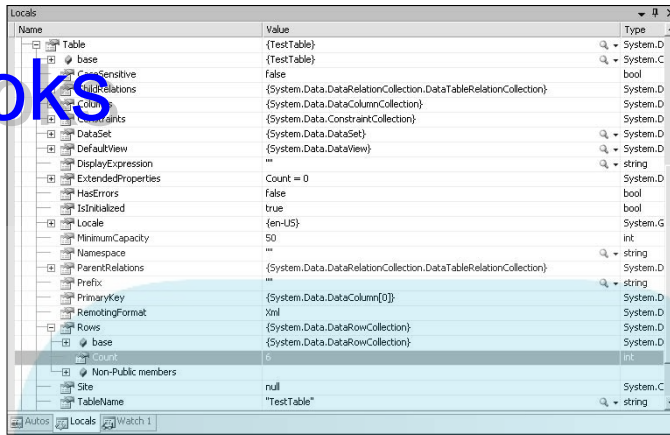 Locals
Name Value Type
Table {TestTable} System.D
base {TestTable} System.C
CaseSensitive false bool
ChildRelations {System.Data.DataRelationCollection.DataTableRelationCollection} System.D
oks
Columns {System.Data.DataColumnCollection} System.D
Constraints {System.Data.ConstraintCollection} System.D
DataSet {System.Data.DataSet} System.D
DefaultView {System.Data.DataView} System.D
DisplayExpression "" string
ExtendedProperties Count = 0 System.D
HasErrors false bool
IsInitialized true bool
Locale {en-US} System.G
MinimumCapacity 50 int
Namespace "" string
ParentRelations {System.Data.DataRelationCollection.DataTableRelationCollection} System.D
Prefix "" string
PrimaryKey {System.Data.DataColumn[0]} System.D
RemotingFormat Xml System.D
Rows {System.Data.DataRowCollection} System.D
base {System.Data.DataRowCollection} System.D
Count 6 int
Non-Public members
Site null System.C
TableName "TestTable" string
Autos Locals Watch 1